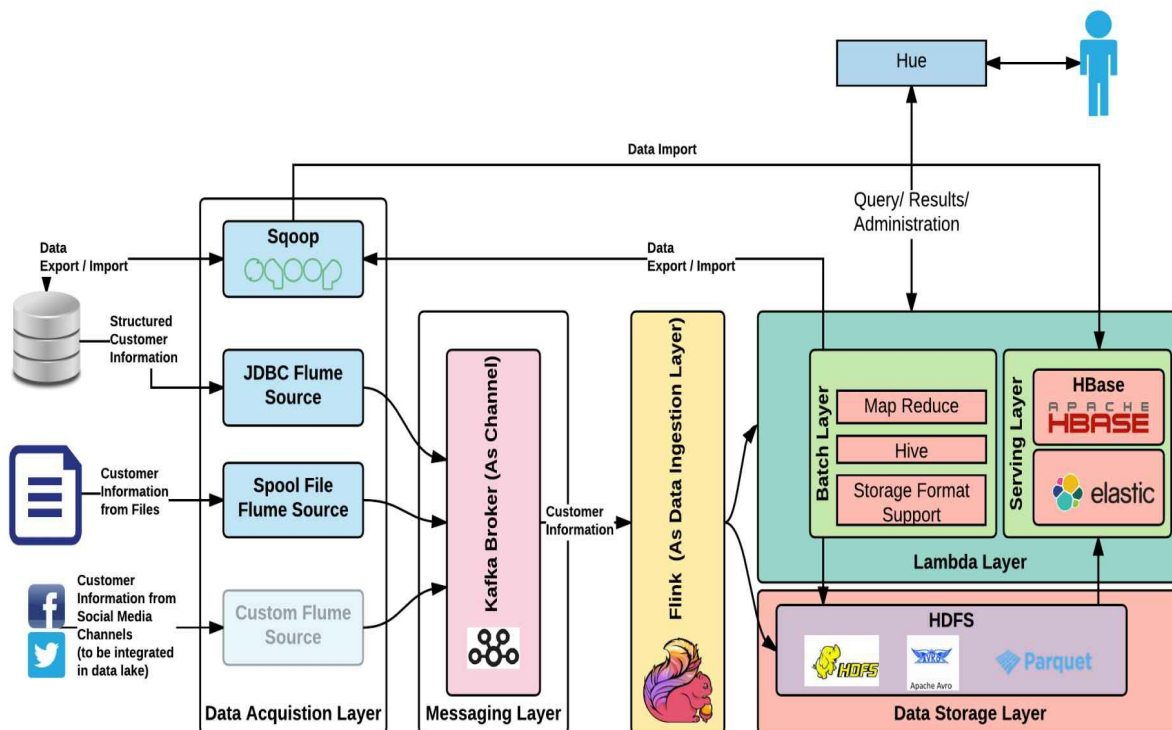 Hue
Data Import
Query/ Results/
Administration
Sqoop
sqoop
Data
Export / Import
Data
Export / Import
Structured
Customer
Information
JDBC Flume
Source
Customer
Information
from Files
Spool File
Flume Source
Customer
Information from
Social Media
Channels
(to be integrated
in data lake)
f
Custom Flume
Source
Data Acquistion Layer
Kafka Broker (As Channel)
Messaging Layer
Customer
Information
Flink (As Data Ingestion Layer)
Batch Layer
Map Reduce
Hive
Storage Format
Support
Serving Layer
HBase
APACHE
HBASE
elastic
Lambda Layer
HDFS
HDFS
Apache Avro
Parquet
Data Storage Layer